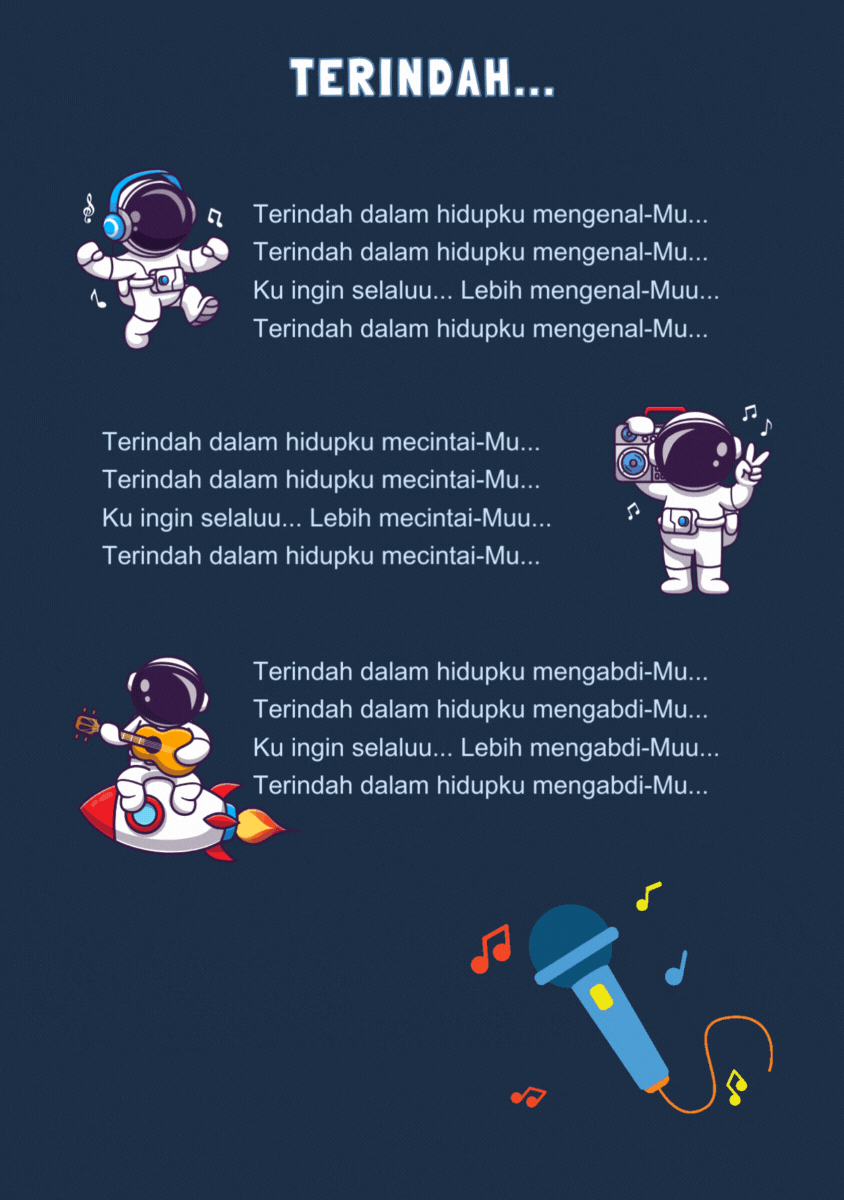 TERINDAH...
Terindah dalam hidupku mengenal-Mu...
Terindah dalam hidupku mengenal-Mu...
Ku ingin selaluu... Lebih mengenal-Muu...
Terindah dalam hidupku mengenal-Mu...
Terindah dalam hidupku mecintai-Mu...
Terindah dalam hidupku mecintai-Mu...
Ku ingin selaluu... Lebih mecintai-Muu...
Terindah dalam hidupku mecintai-Mu...
Terindah dalam hidupku mengabdi-Mu...
Terindah dalam hidupku mengabdi-Mu...
Ku ingin selaluu... Lebih mengabdi-Muu...
Terindah dalam hidupku mengabdi-Mu...